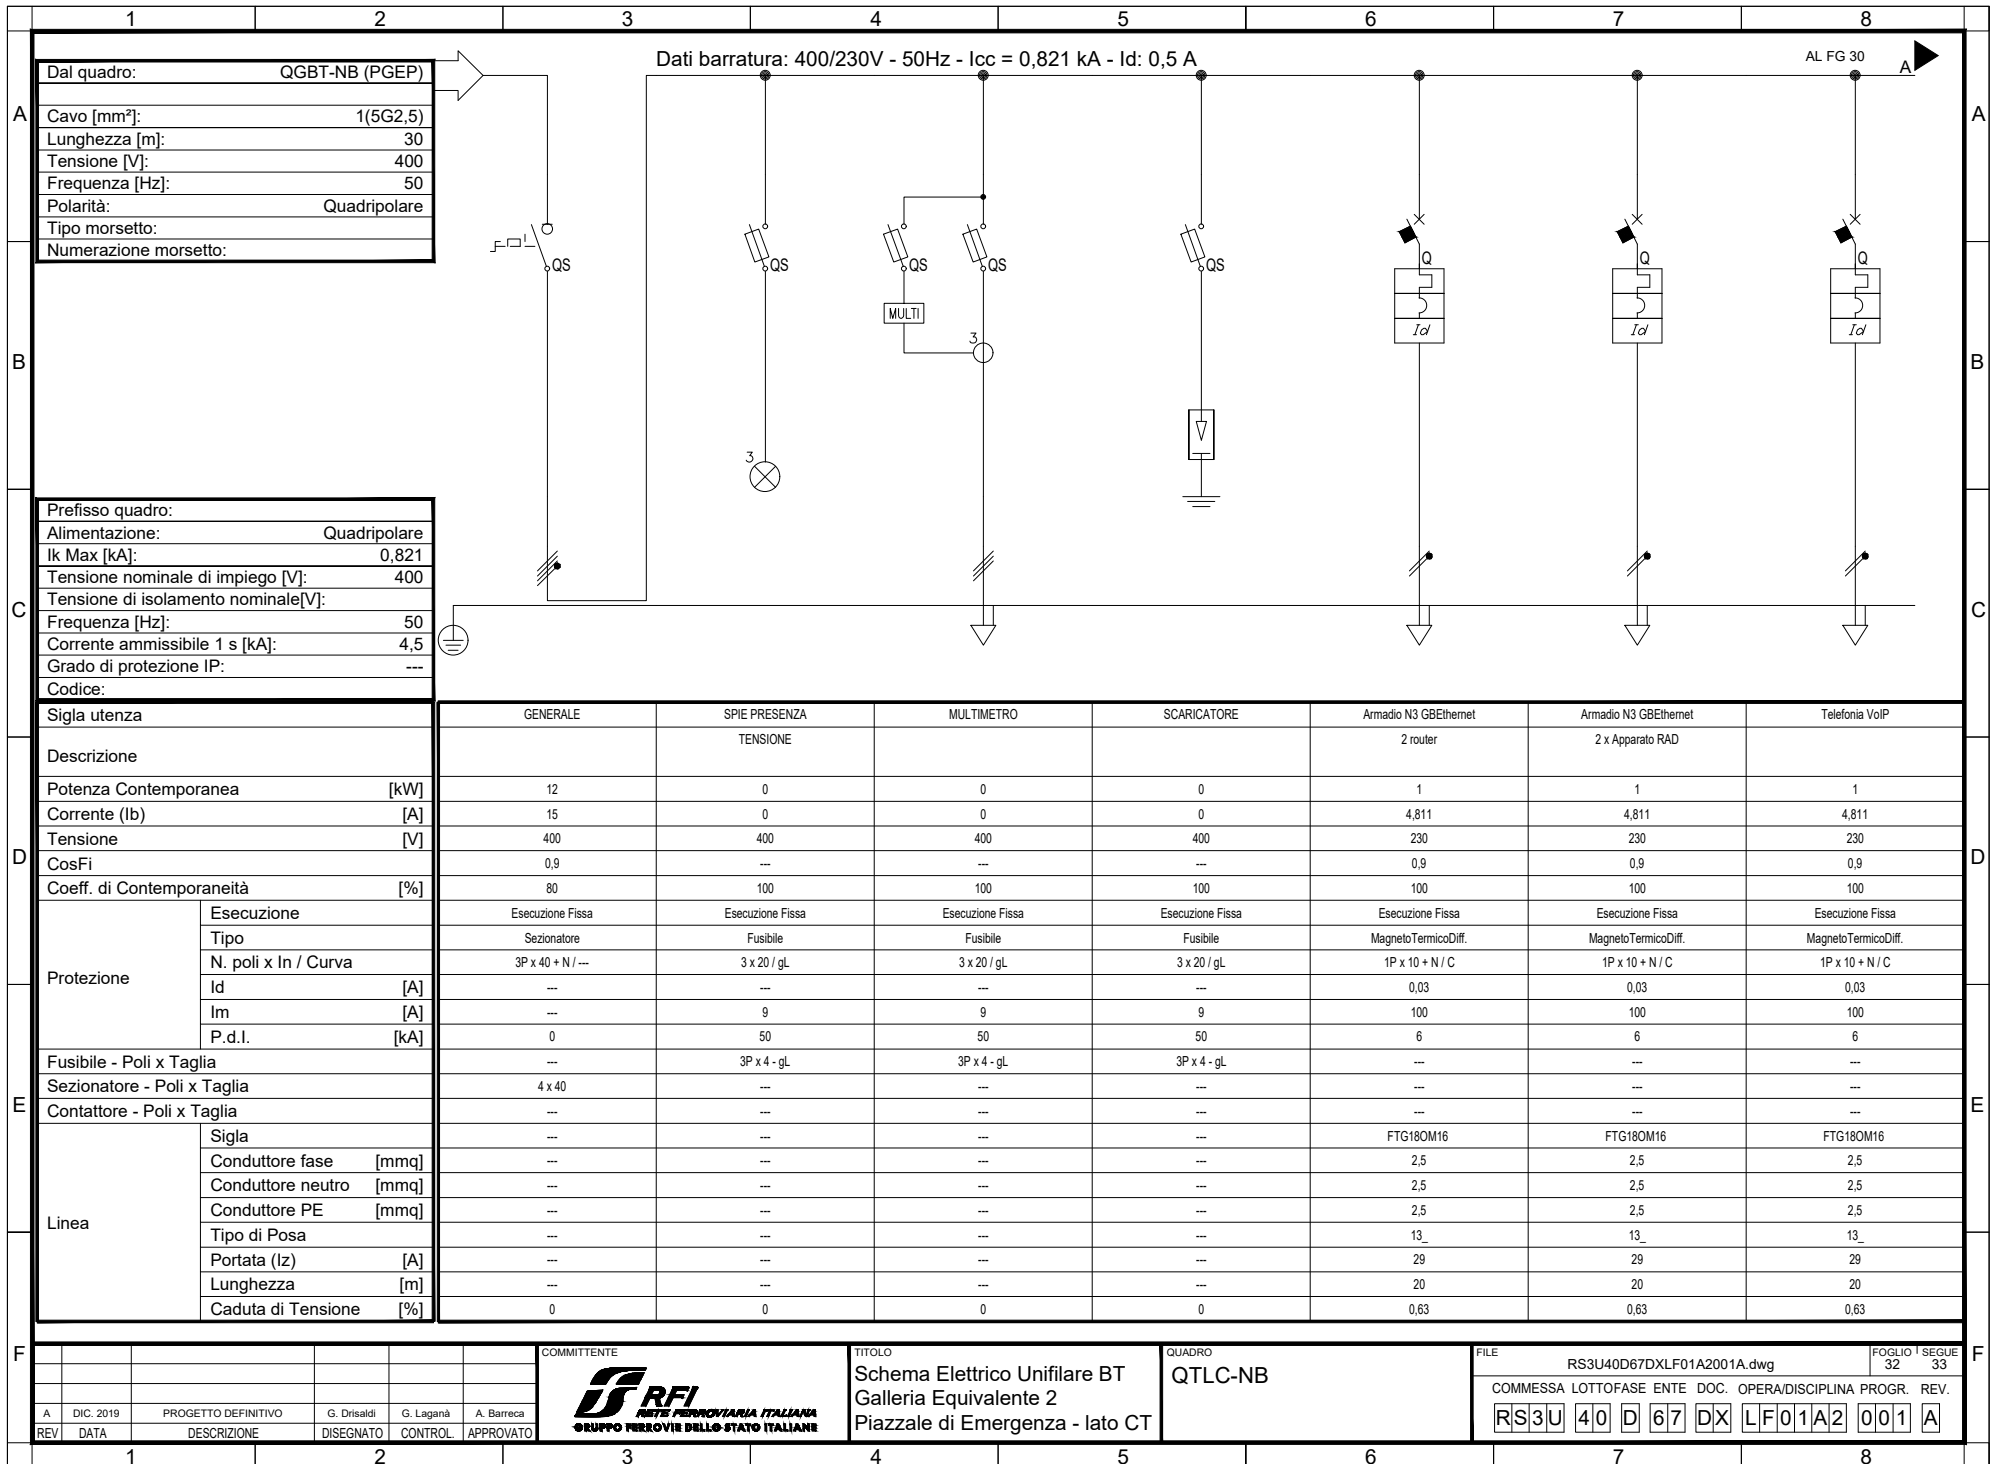 1 2 3 4 5 6 7 8
Dati barratura: 400/230V - 50Hz - Icc = 0,821 kA - Id: 0,5 A
AL FG 30 A
Dal quadro: QGBT-NB (PGEP)
Cavo [mm²]: 1(5G2,5)
Lunghezza [m]: 30
Tensione [V]: 400
Frequenza [Hz]: 50
Polarità: Quadripolare
Tipo morsetto:
Numerazione morsetto:
A A
QS QS QS QS QS Q Q Q
MULTI
Id Id Id
3
B B
3
Prefisso quadro:
Alimentazione: Quadripolare
Ik Max [kA]: 0,821
Tensione nominale di impiego [V]: 400
Tensione di isolamento nominale[V]:
Frequenza [Hz]: 50
Corrente ammissibile 1 s [kA]: 4,5
Grado di protezione IP: ---
Codice:
C C
Sigla utenza GENERALE SPIE PRESENZA MULTIMETRO SCARICATORE Armadio N3 GBEthernet Armadio N3 GBEthernet Telefonia VoIP
Descrizione TENSIONE 2 router 2 x Apparato RAD
Potenza Contemporanea [kW] 12 0 0 0 1 1 1
Corrente (Ib) [A] 15 0 0 0 4,811 4,811 4,811
Tensione [V] 400 400 400 400 230 230 230
CosFi 0,9 --- --- --- 0,9 0,9 0,9
D D
Coeff. di Contemporaneità [%] 80 100 100 100 100 100 100
Protezione
Esecuzione Esecuzione Fissa Esecuzione Fissa Esecuzione Fissa Esecuzione Fissa Esecuzione Fissa Esecuzione Fissa Esecuzione Fissa
Tipo Sezionatore Fusibile Fusibile Fusibile MagnetoTermicoDiff. MagnetoTermicoDiff. MagnetoTermicoDiff.
N. poli x In / Curva 3P x 40 + N / --- 3 x 20 / gL 3 x 20 / gL 3 x 20 / gL 1P x 10 + N / C 1P x 10 + N / C 1P x 10 + N / C
Id [A] --- --- --- --- 0,03 0,03 0,03
Im [A] --- 9 9 9 100 100 100
P.d.I. [kA] 0 50 50 50 6 6 6
Fusibile - Poli x Taglia --- 3P x 4 - gL 3P x 4 - gL 3P x 4 - gL --- --- ---
Sezionatore - Poli x Taglia 4 x 40 --- --- --- --- --- ---
E E
Contattore - Poli x Taglia --- --- --- --- --- --- ---
Linea
Sigla --- --- --- --- FTG18OM16 FTG18OM16 FTG18OM16
Conduttore fase [mmq] --- --- --- --- 2,5 2,5 2,5
Conduttore neutro [mmq] --- --- --- --- 2,5 2,5 2,5
Conduttore PE [mmq] --- --- --- --- 2,5 2,5 2,5
Tipo di Posa --- --- --- --- 13_ 13_ 13_
Portata (Iz) [A] --- --- --- --- 29 29 29
Lunghezza [m] --- --- --- --- 20 20 20
Caduta di Tensione [%] 0 0 0 0 0,63 0,63 0,63
F F
A DIC. 2019 PROGETTO DEFINITIVO G. Drisaldi G. Laganà A. Barreca
REV DATA DESCRIZIONE DISEGNATO CONTROL. APPROVATO
COMMITTENTE
RFI
RETE FERROVIARIA ITALIANA
GRUPPO FERROVIE DELLO STATO ITALIANE
TITOLO
Schema Elettrico Unifilare BT
Galleria Equivalente 2
Piazzale di Emergenza - lato CT
QUADRO
QTLC-NB
FILE
RS3U40D67DXLF01A2001A.dwg
FOGLIO SEGUE
32 33
COMMESSA LOTTO FASE ENTE DOC. OPERA/DISCIPLINA PROGR. REV.
RS3U 40 D 67 DX LF01A2 001 A
1 2 3 4 5 6 7 8